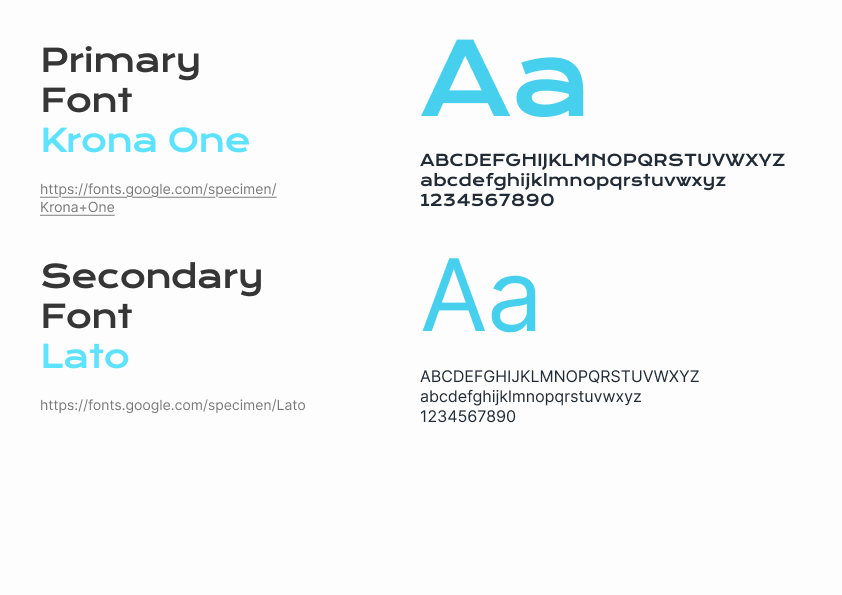 Primary
Font
Krona One
https://fonts.google.com/specimen/
Krona+One
Aa
ABCDEFGHIJKLMNOPQRSTUVWXYZ
abcdefghijklmnopqrstuvwxyz
1234567890
Secondary
Font
Lato
https://fonts.google.com/specimen/Lato
Aa
ABCDEFGHIJKLMNOPQRSTUVWXYZ
abcdefghijklmnopqrstuvwxyz
1234567890